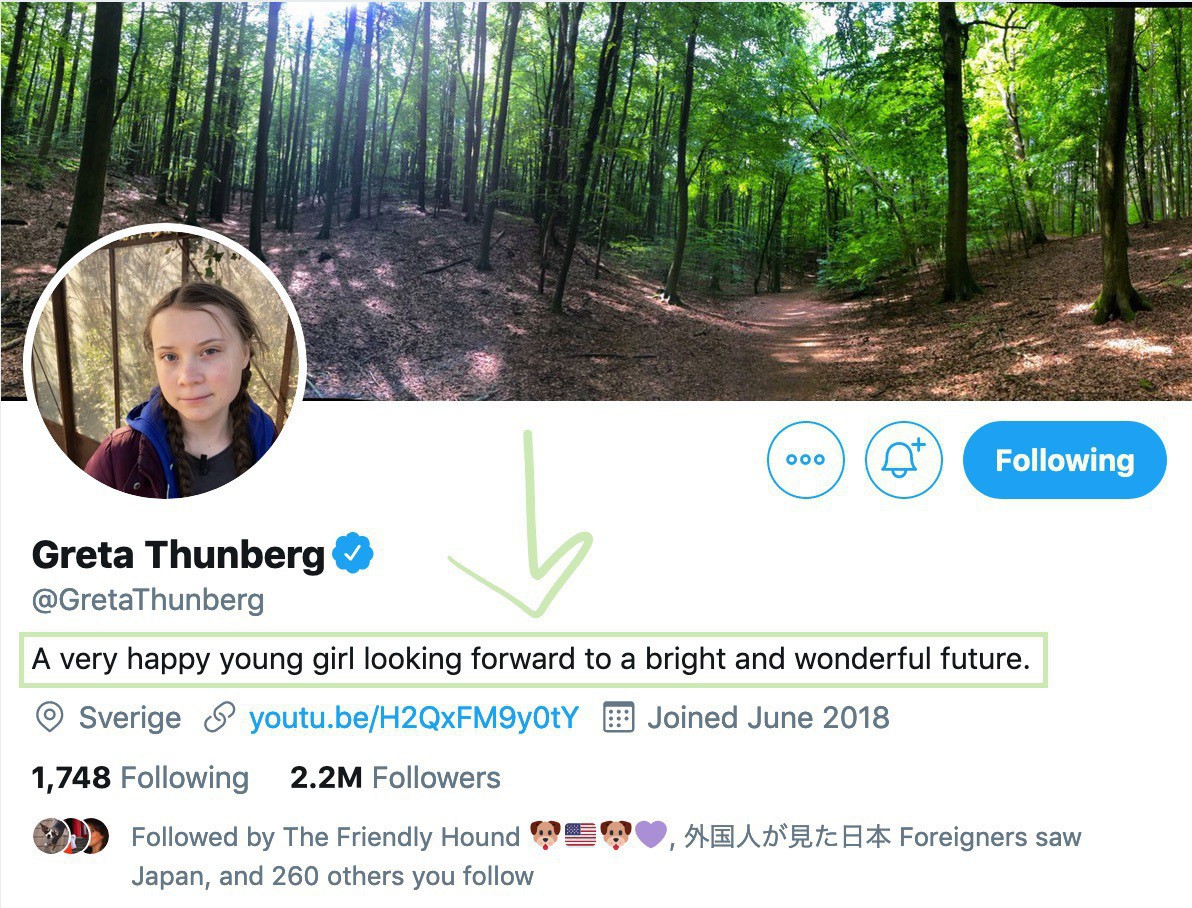 Greta Thunberg
@GretaThunberg
A very happy young girl looking forward to a bright and wonderful future.
Sverige youtu.be/H2QxFM9y0tY Joined June 2018
1,748 Following 2.2M Followers
Following
Followed by The Friendly Hound 🐶🇺🇸🐶💜, 外国人が見た日本 Foreigners saw
Japan, and 260 others you follow